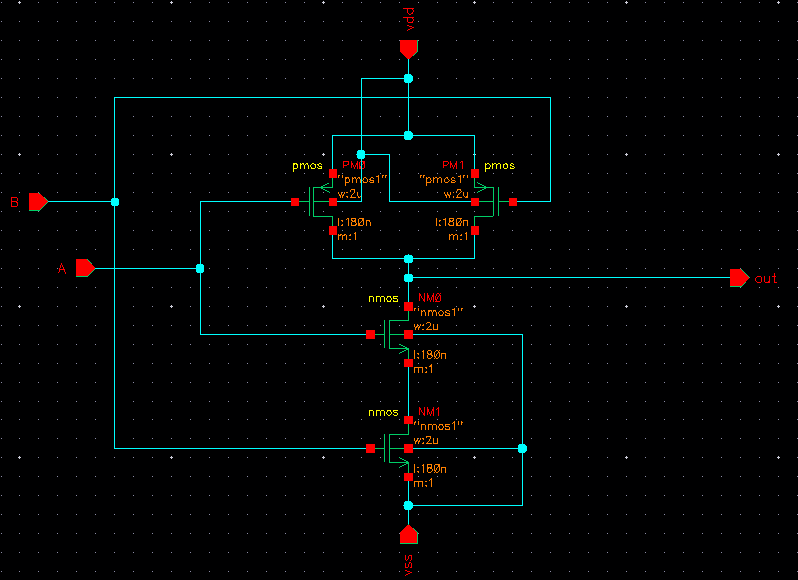 vdd
pmos PM0 PM1 pmos
"pmos1" "pmos1"
w:2u w:2u
B
l:180n l:180n
m:1 m:1
A
out
nmos NM0
"nmos1"
w:2u
l:180n
m:1
nmos NM1
"nmos1"
w:2u
l:180n
m:1
vss